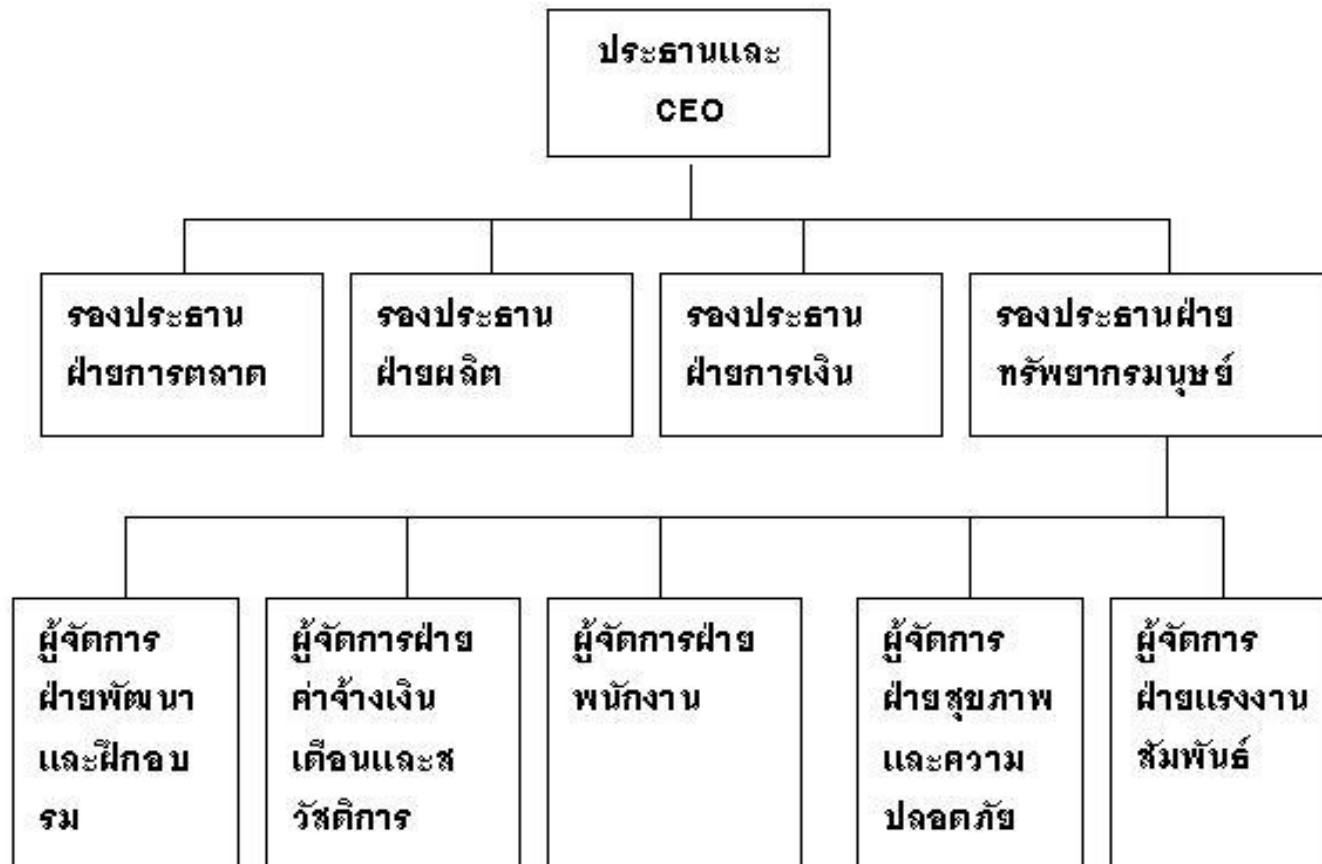 ประธานและ
CEO
รองประธาน
ฝ่ายการตลาด
รองประธาน
ฝ่ายผลิต
รองประธาน
ฝ่ายการเงิน
รองประธานฝ่าย
ทรัพยากรมนุษย์
ผู้จัดการ
ฝ่ายพัฒนา
และฝึกอบ
รม
ผู้จัดการฝ่าย
ค่าจ้างเงิน
เดือนและส
วัสดิการ
ผู้จัดการฝ่าย
พนักงาน
ผู้จัดการ
ฝ่ายสุขภาพ
และความ
ปลอดภัย
ผู้จัดการ
ฝ่ายแรงงาน
สัมพันธ์